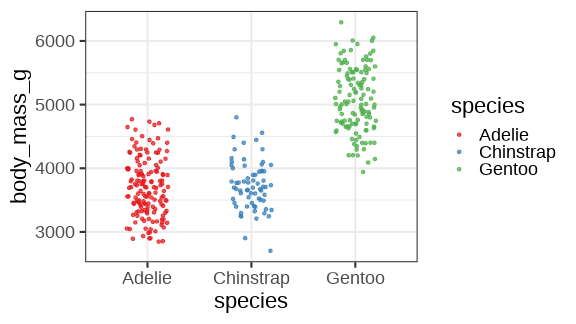 body_mass_g
6000
5000
4000
3000
Adelie
Chinstrap
Gentoo
species
species
Adelie
Chinstrap
Gentoo